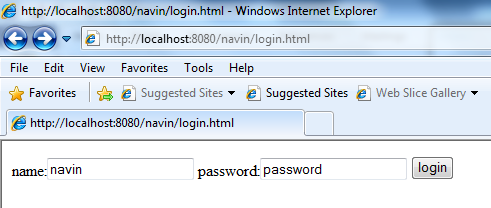 http://localhost:8080/navin/login.html - Windows Internet Explorer
http://localhost:8080/navin/login.html
File Edit View Favorites Tools Help
Favorites Suggested Sites Suggested Sites Web Slice Gallery
http://localhost:8080/navin/login.html
name: navin password: password login